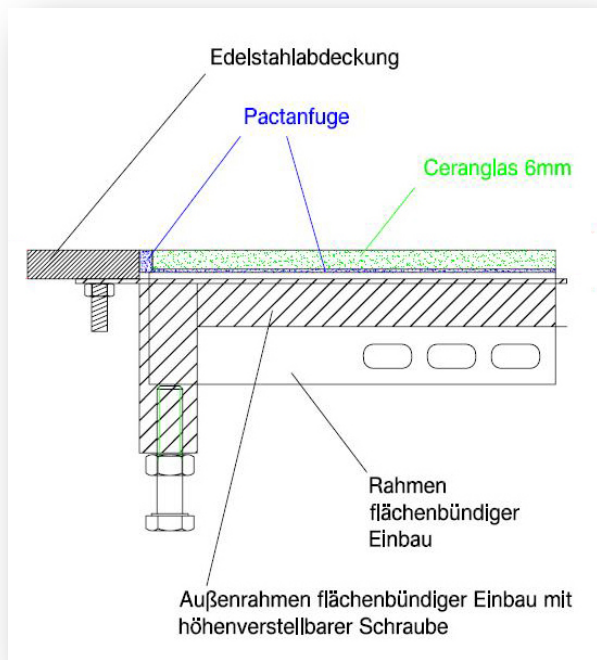 Edelstahlabdeckung
Pactanfuge
Ceranglas 6mm
Rahmen
flächenbündiger
Einbau
Außenrahmen flächenbündiger Einbau mit
höhenverstellbarer Schraube